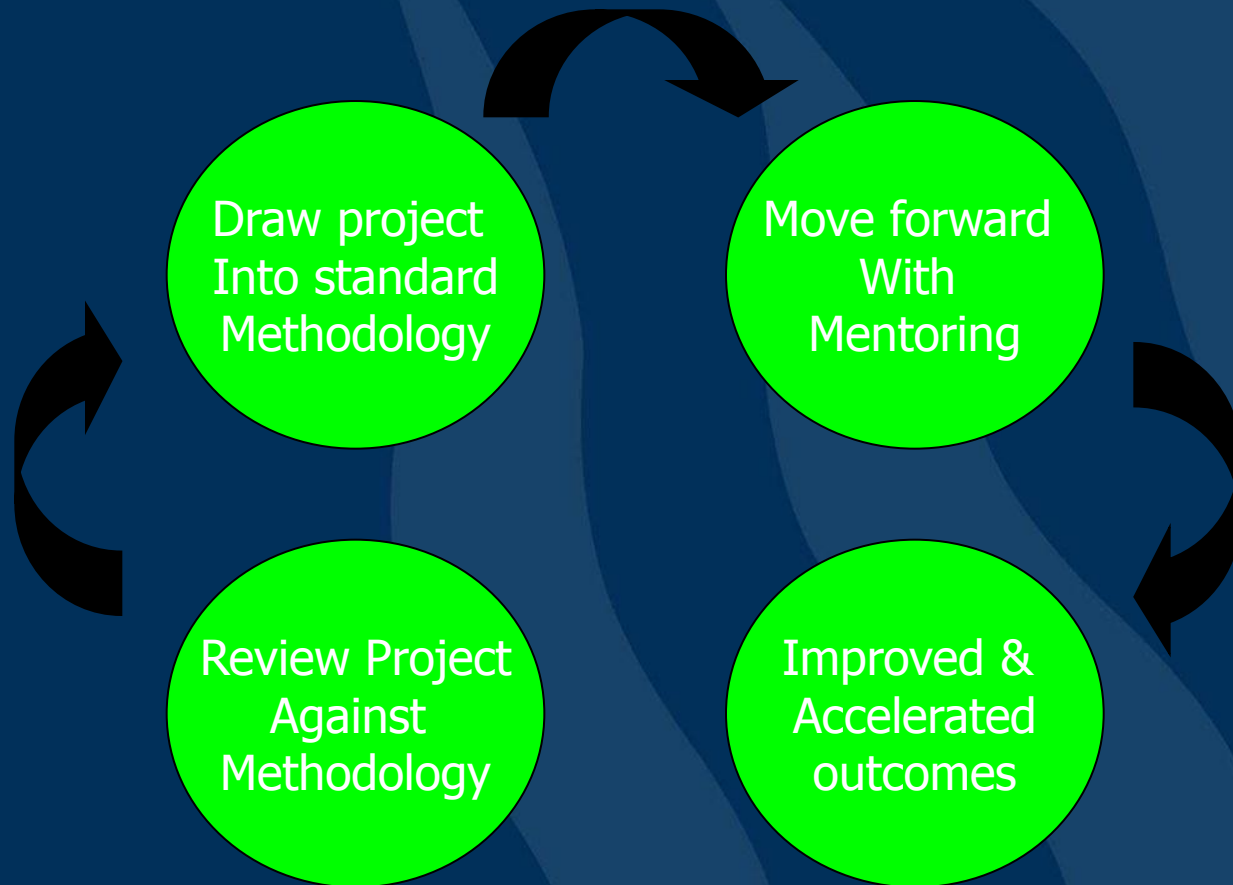 Draw project
Into standard
Methodology
Move forward
With
Mentoring
Review Project
Against
Methodology
Improved &
Accelerated
outcomes